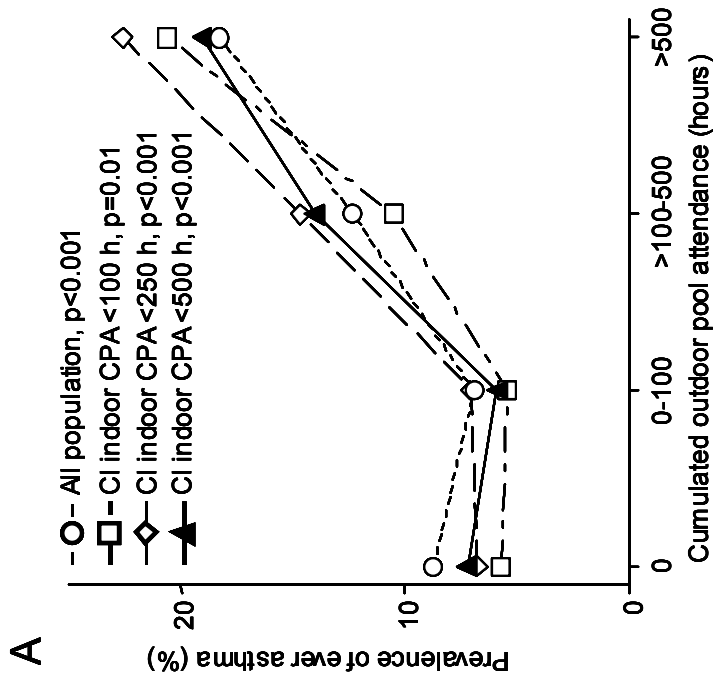 A
All population, p<0.001
Cl indoor CPA <100 h, p=0.01
Cl indoor CPA <250 h, p<0.001
Cl indoor CPA <500 h, p<0.001
Prevalence of ever asthma (%)
20
10
0
0
0-100
>100-500
>500
Cumulated outdoor pool attendance (hours)